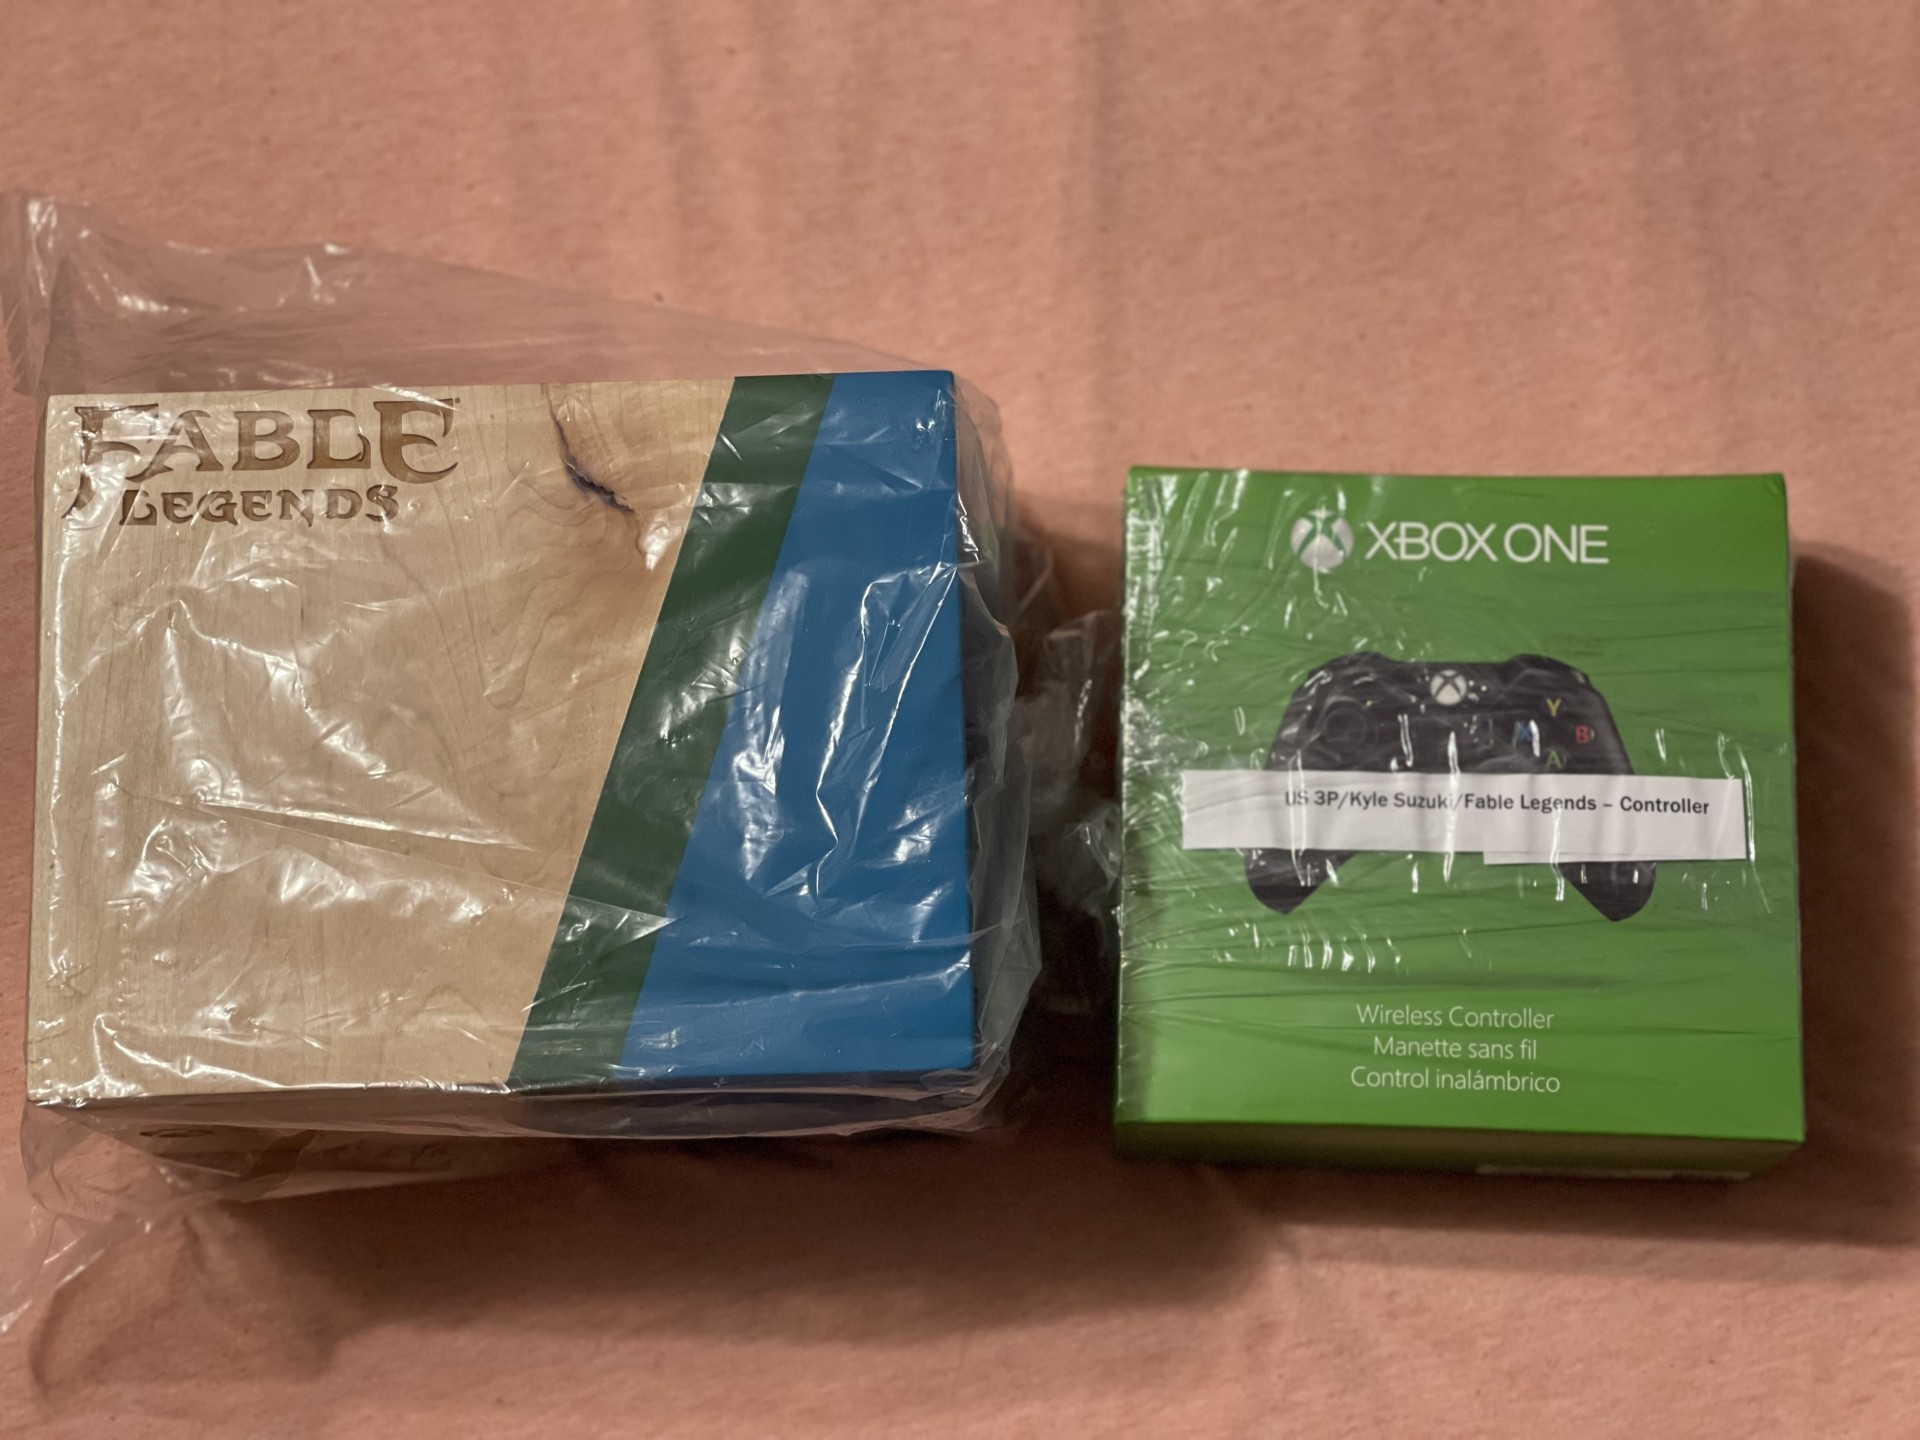 FABLE
LEGENDS
XBOX ONE
Y
X
B
A
US 3P/Kyle Suzuki/Fable Legends – Controller
Wireless Controller
Manette sans fil
Control inalámbrico